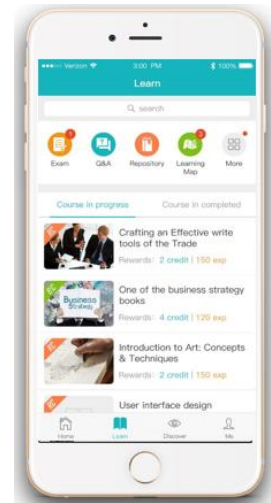 Verizon 3:00 PM 100%
Learn
search
1 3
Exam Q&A Repository Learning Map More
Course in progress Course in completed
Crafting an Effective write
tools of the Trade
Rewards: 2 credit | 150 exp
Business
Strategy
One of the business strategy
books
Rewards: 4 credit | 120 exp
Introduction to Art: Concepts
& Techniques
Rewards: 2 credit | 150 exp
User interface design
Home Learn Discover Me